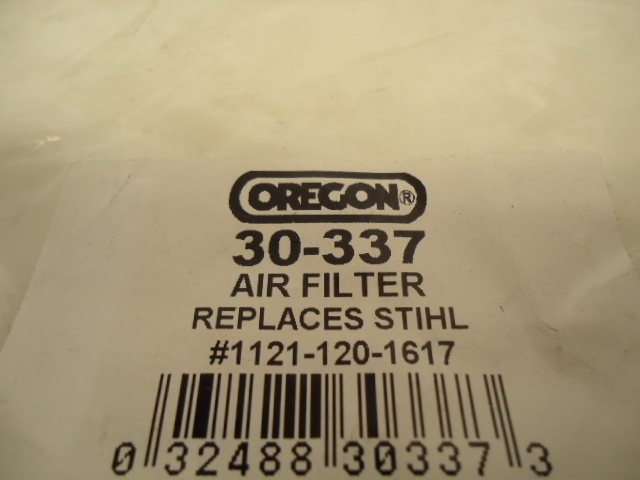 OREGON®
30-337
AIR FILTER
REPLACES STIHL
#1121-120-1617
0 32488 30337 3